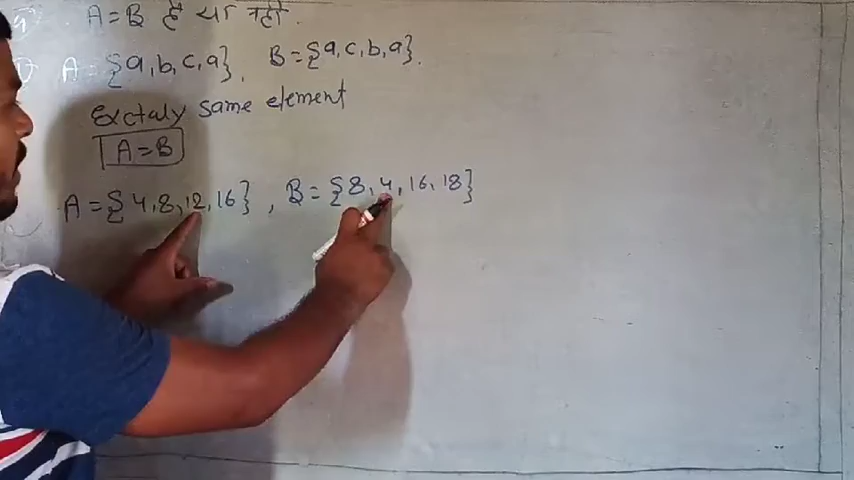 A=B है या नही.
A={a,b,c,a}, B={a,c,b,a}.
Exctaly same element
A=B
A={4,8,12,16}, B={8,4,16,18}